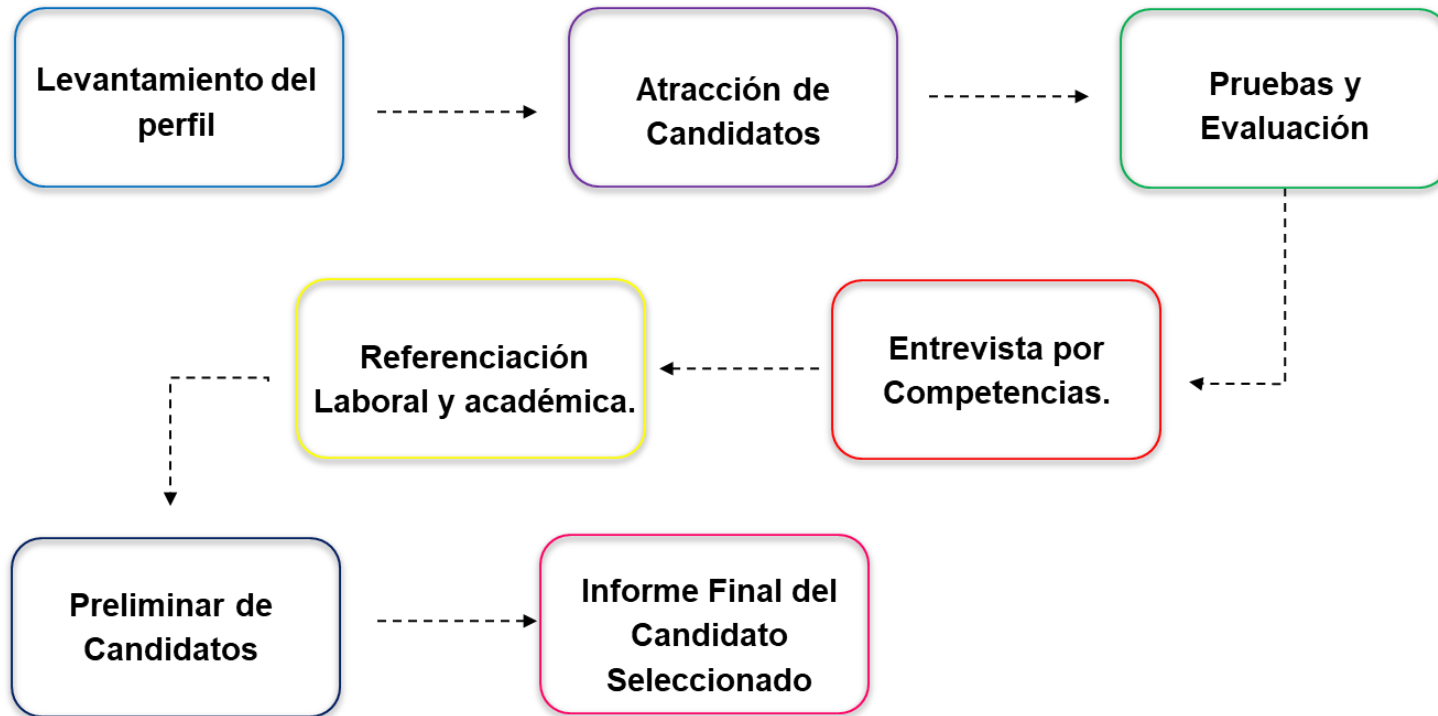 Levantamiento del
perfil
Atracción de
Candidatos
Pruebas y
Evaluación
Entrevista por
Competencias.
Referenciación
Laboral y académica.
Preliminar de
Candidatos
Informe Final del
Candidato
Seleccionado